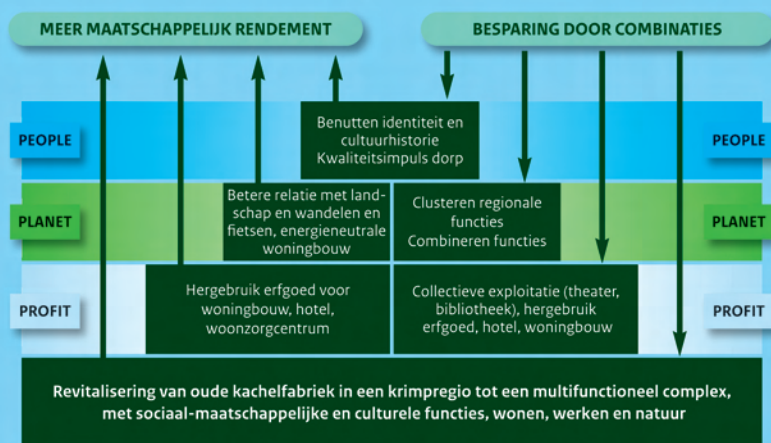 MEER MAATSCHAPPELIJK RENDEMENT
BESPARING DOOR COMBINATIES
PEOPLE
Benutten identiteit en
cultuurhistorie
Kwaliteitsimpuls dorp
PEOPLE
PLANET
Betere relatie met land-
schap en wandelen en
fietsen, energieneutrale
woningbouw
Clusteren regionale
functies
Combineren functies
PLANET
PROFIT
Hergebruik erfgoed voor
woningbouw, hotel,
woonzorgcentrum
Collectieve exploitatie (theater,
bibliotheek), hergebruik
erfgoed, hotel, woningbouw
PROFIT
Revitalisering van oude kachelfabriek in een krimpregio tot een multifunctioneel complex,
met sociaal-maatschappelijke en culturele functies, wonen, werken en natuur